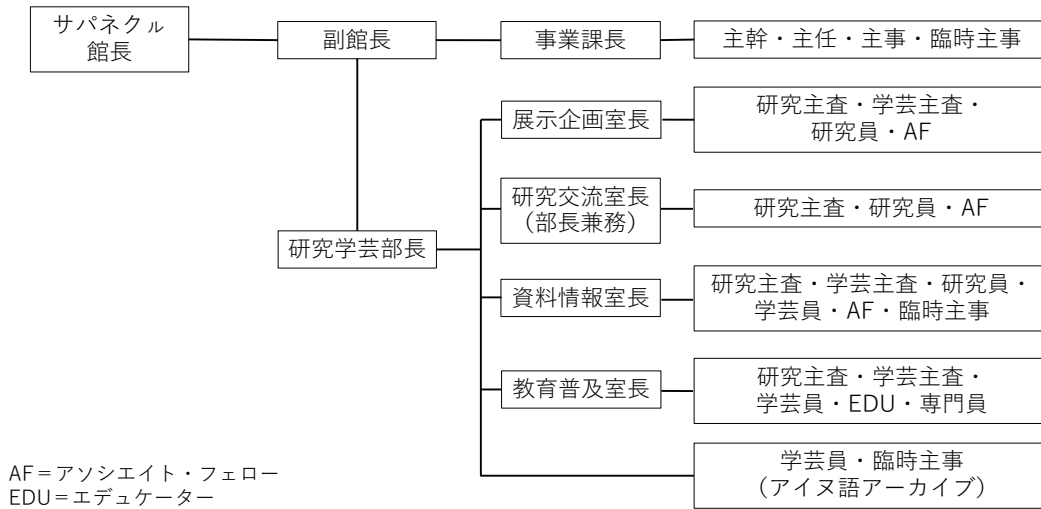 サパネクㇽ
館長
副館長
事業課長
主幹・主任・主事・臨時主事
展示企画室長
研究主査・学芸主査・
研究員・AF
研究交流室長
（部長兼務）
研究主査・研究員・AF
研究学芸部長
資料情報室長
研究主査・学芸主査・研究員・
学芸員・AF・臨時主事
教育普及室長
研究主査・学芸主査・
学芸員・EDU・専門員
学芸員・臨時主事
（アイヌ語アーカイブ）
AF＝アソシエイト・フェロー
EDU＝エデュケーター